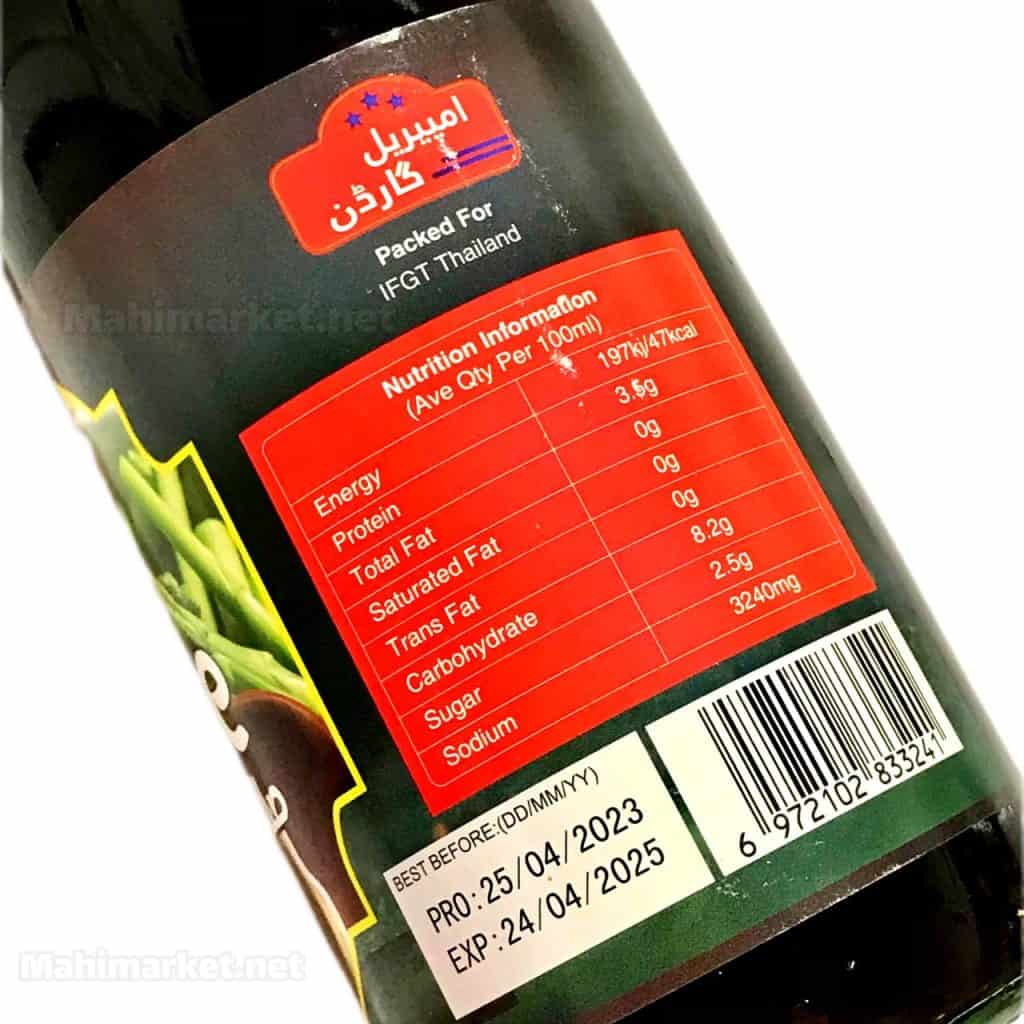 امپیریل
گارڈن
Packed For
IFGT Thailand
Mahimarket.net
Nutrition Information
(Ave Qty Per 100ml)
Energy 197kj/47kcal
Protein 3.5g
Total Fat 0g
Saturated Fat 0g
Trans Fat 0g
Carbohydrate 8.2g
Sugar 2.5g
Sodium 3240mg
BEST BEFORE:(DD/MM/YY)
PRO:25/04/2023
EXP:24/04/2025
6 972102 833241
Mahimarket.net